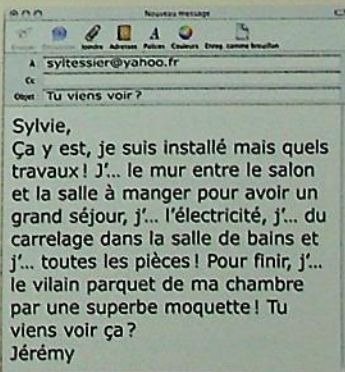 Nouveau message
Joindre Adresses Polices Couleurs Enreg. comme brouillon
A syltessier@yahoo.fr
Cc
Objet Tu viens voir ?
Sylvie,
Ça y est, je suis installé mais quels
travaux ! J'... le mur entre le salon
et la salle à manger pour avoir un
grand séjour, j'... l'électricité, j'... du
carrelage dans la salle de bains et
j'... toutes les pièces ! Pour finir, j'...
le vilain parquet de ma chambre
par une superbe moquette ! Tu
viens voir ça ?
Jérémy